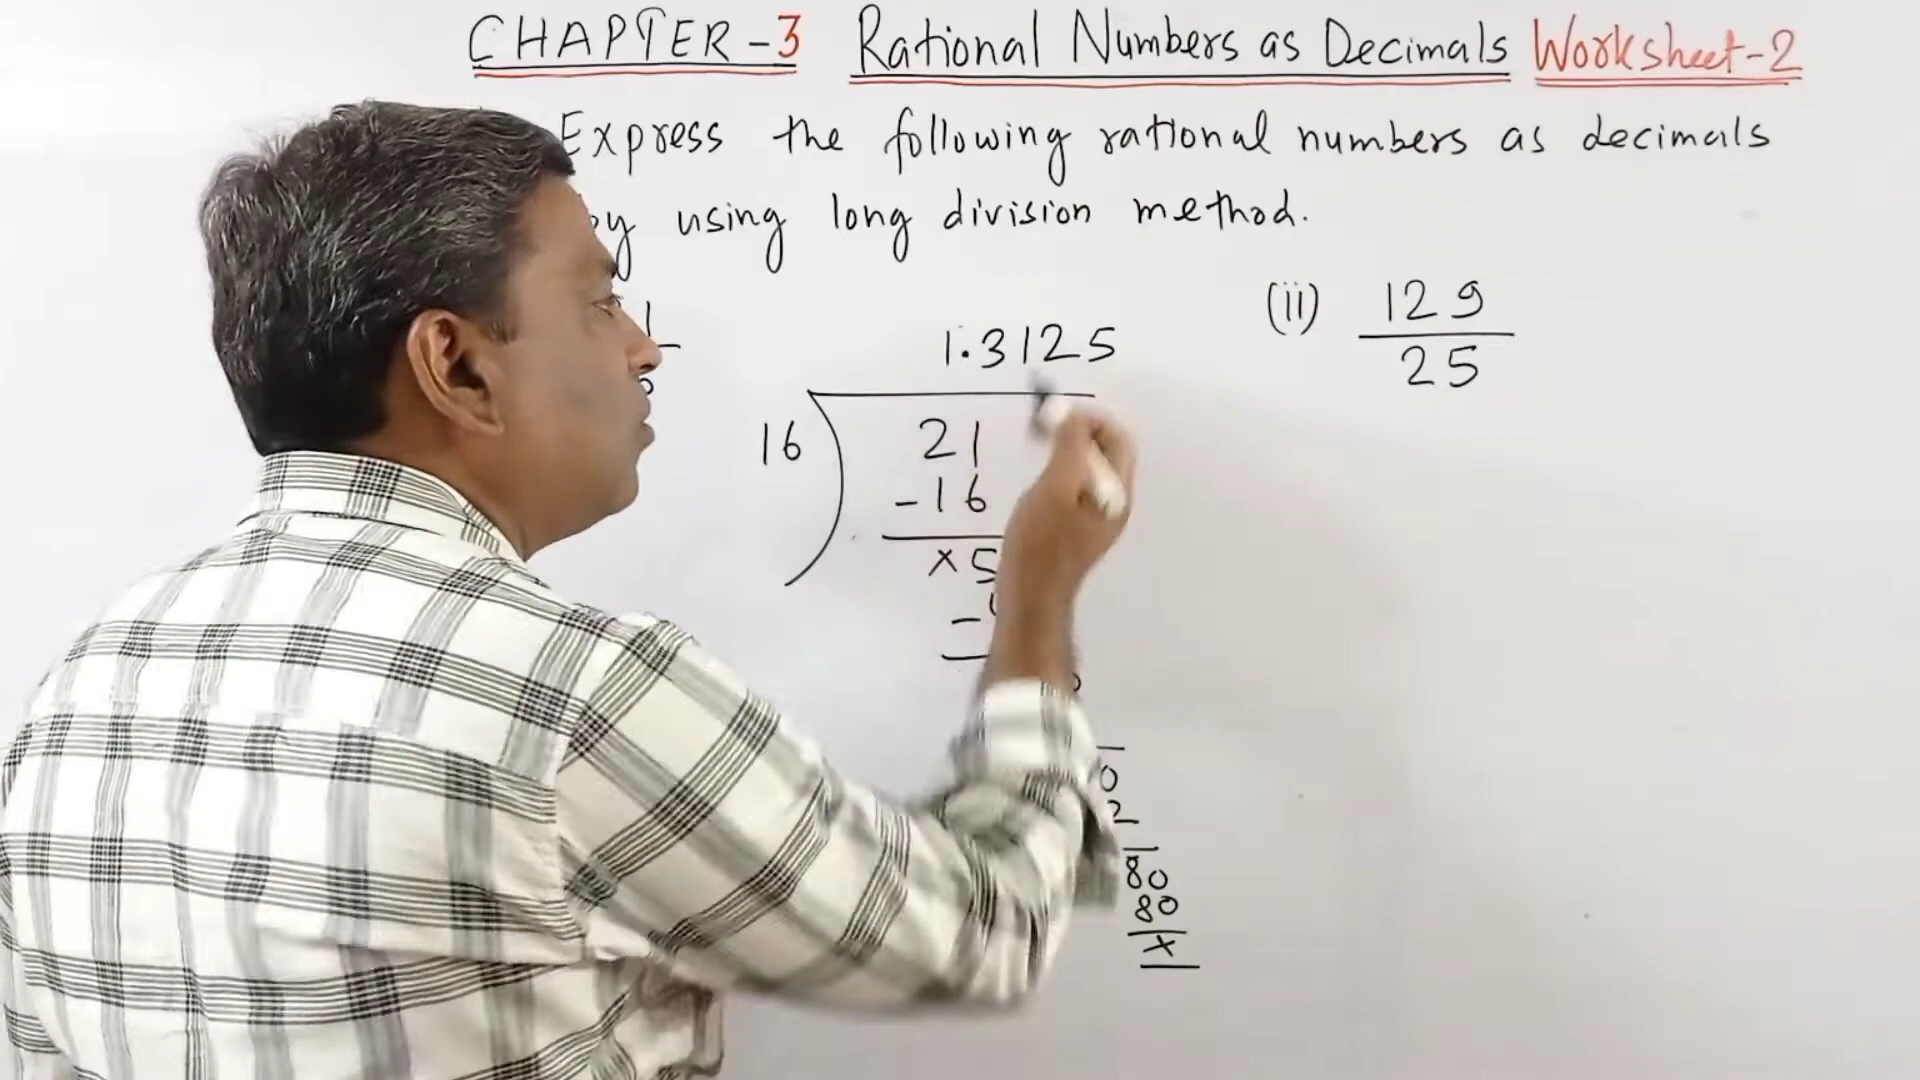 CHAPTER-3 Rational Numbers as Decimals Worksheet-2
Express the following rational numbers as decimals
by using long division method.
(ii) 129
25
1.3125
16 21
-16
×5
-
80
80
×